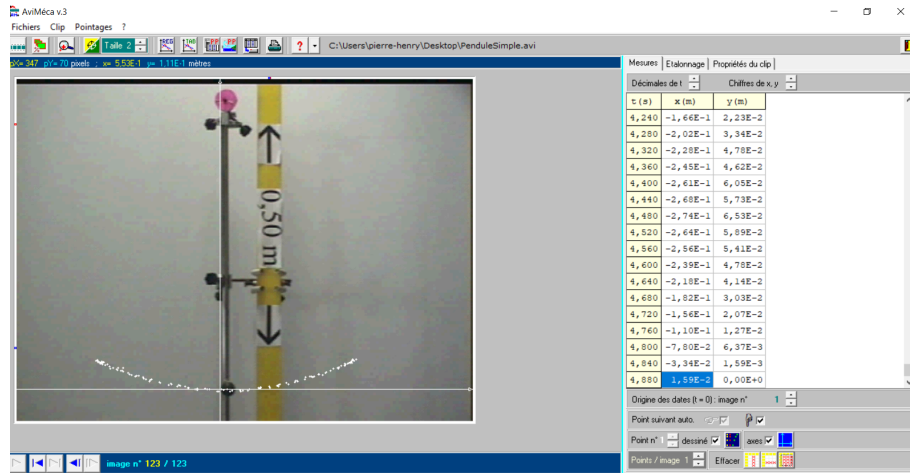 AviMéca v.3
Fichiers Clip Pointages ?
Taille 2
C:\Users\pierre-henry\Desktop\PenduleSimple.avi
pX= 347 pY= 70 pixels ; x= 5,53E-1 y= 1,11E-1 mètres
Mesures Etalonnage Propriétés du clip
Décimales de t Chiffres de x, y
t (s) x (m) y (m)
4,240 -1,66E-1 2,23E-2
4,280 -2,02E-1 3,34E-2
4,320 -2,28E-1 4,78E-2
4,360 -2,45E-1 4,62E-2
4,400 -2,61E-1 6,05E-2
4,440 -2,68E-1 5,73E-2
4,480 -2,74E-1 6,53E-2
4,520 -2,64E-1 5,89E-2
4,560 -2,56E-1 5,41E-2
4,600 -2,39E-1 4,78E-2
4,640 -2,18E-1 4,14E-2
4,680 -1,82E-1 3,03E-2
4,720 -1,56E-1 2,07E-2
4,760 -1,10E-1 1,27E-2
4,800 -7,80E-2 6,37E-3
4,840 -3,34E-2 1,59E-3
4,880 1,59E-2 0,00E+0
0,50 m
Origine des dates (t = 0) : image n° 1
Point suivant auto.
Point n° 1 dessiné axes
Points / image 1 Effacer
image n° 123 / 123